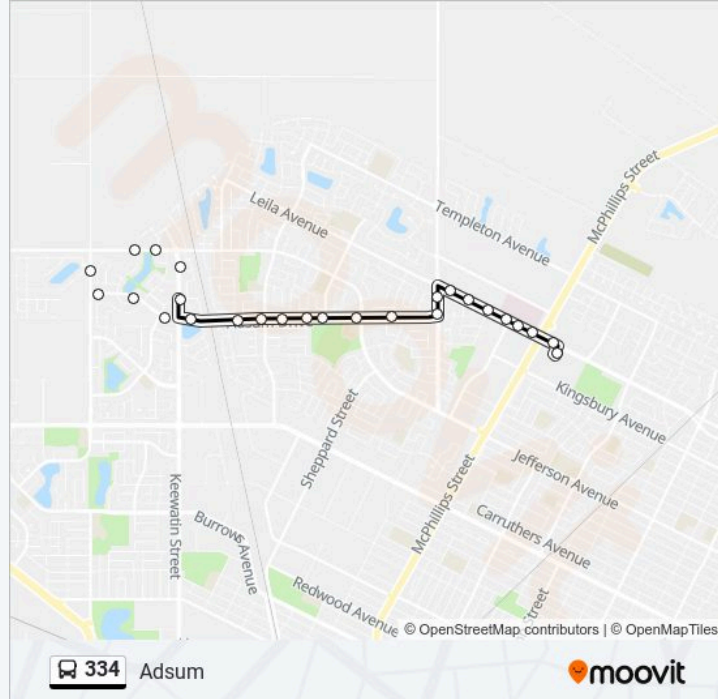 McPhillips Street
Leila Avenue
Templeton Avenue
Kingsbury Avenue
Sheppard Street
Jefferson Avenue
McPhillips Street
Keewatin Street
Carruthers Avenue
Burrows Avenue
Redwood Avenue
Street
© OpenStreetMap contributors | © OpenMapTiles
334 Adsum
moovit